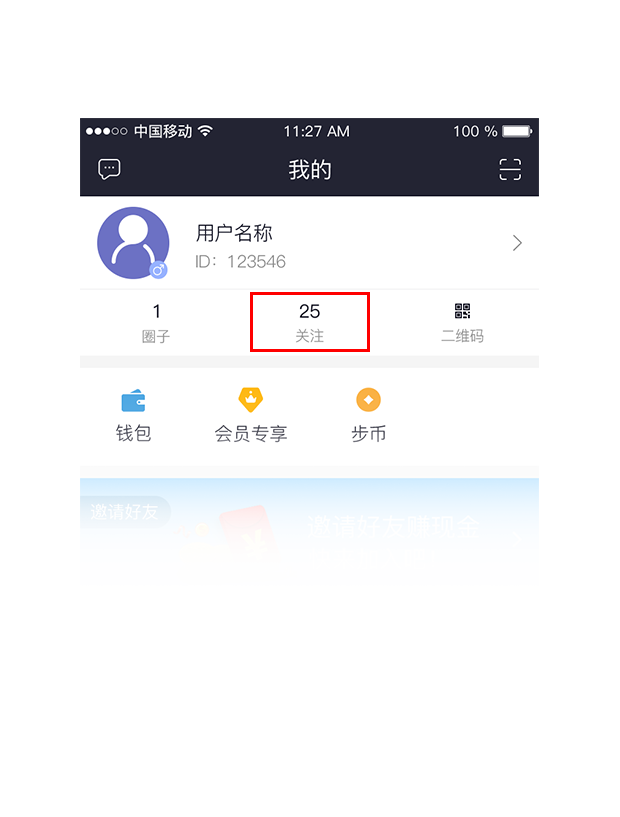 中国移动 11:27 AM 100 %
我的
用户名称
ID：123546
1 25
圈子 关注 二维码
钱包 会员专享 步币
邀请好友 邀请好友赚现金